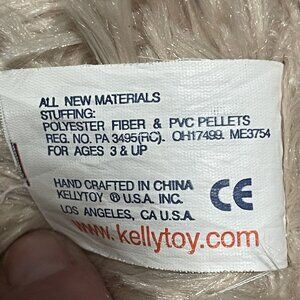 ALL NEW MATERIALS
STUFFING:
POLYESTER FIBER & PVC PELLETS
REG. NO. PA 3495(RC). OH17499. ME3754
FOR AGES 3 & UP
HAND CRAFTED IN CHINA
KELLYTOY ® U.S.A. INC.
LOS ANGELES, CA U.S.A.
CE
www.kellytoy.com